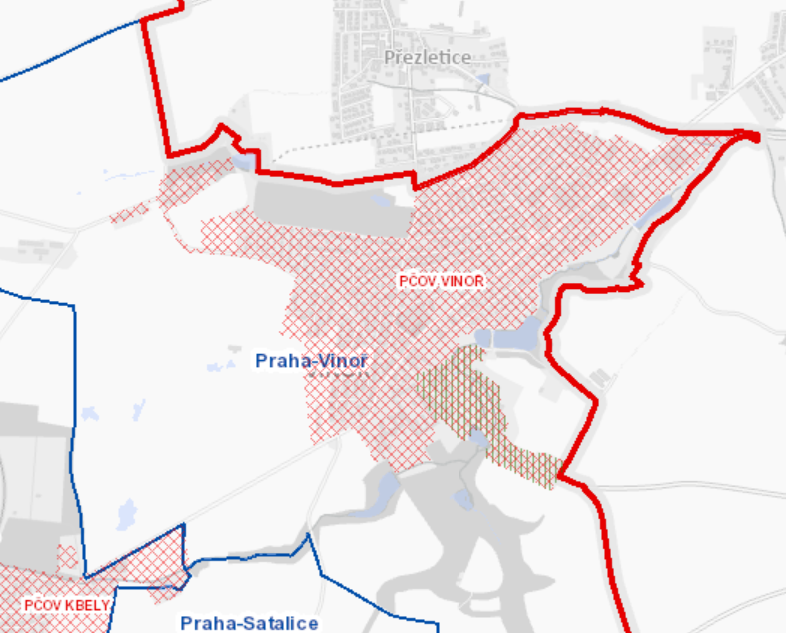 Přezletice
PČOV VINOŘ
Praha-Vinoř
PČOV KBELY
Praha-Satalice